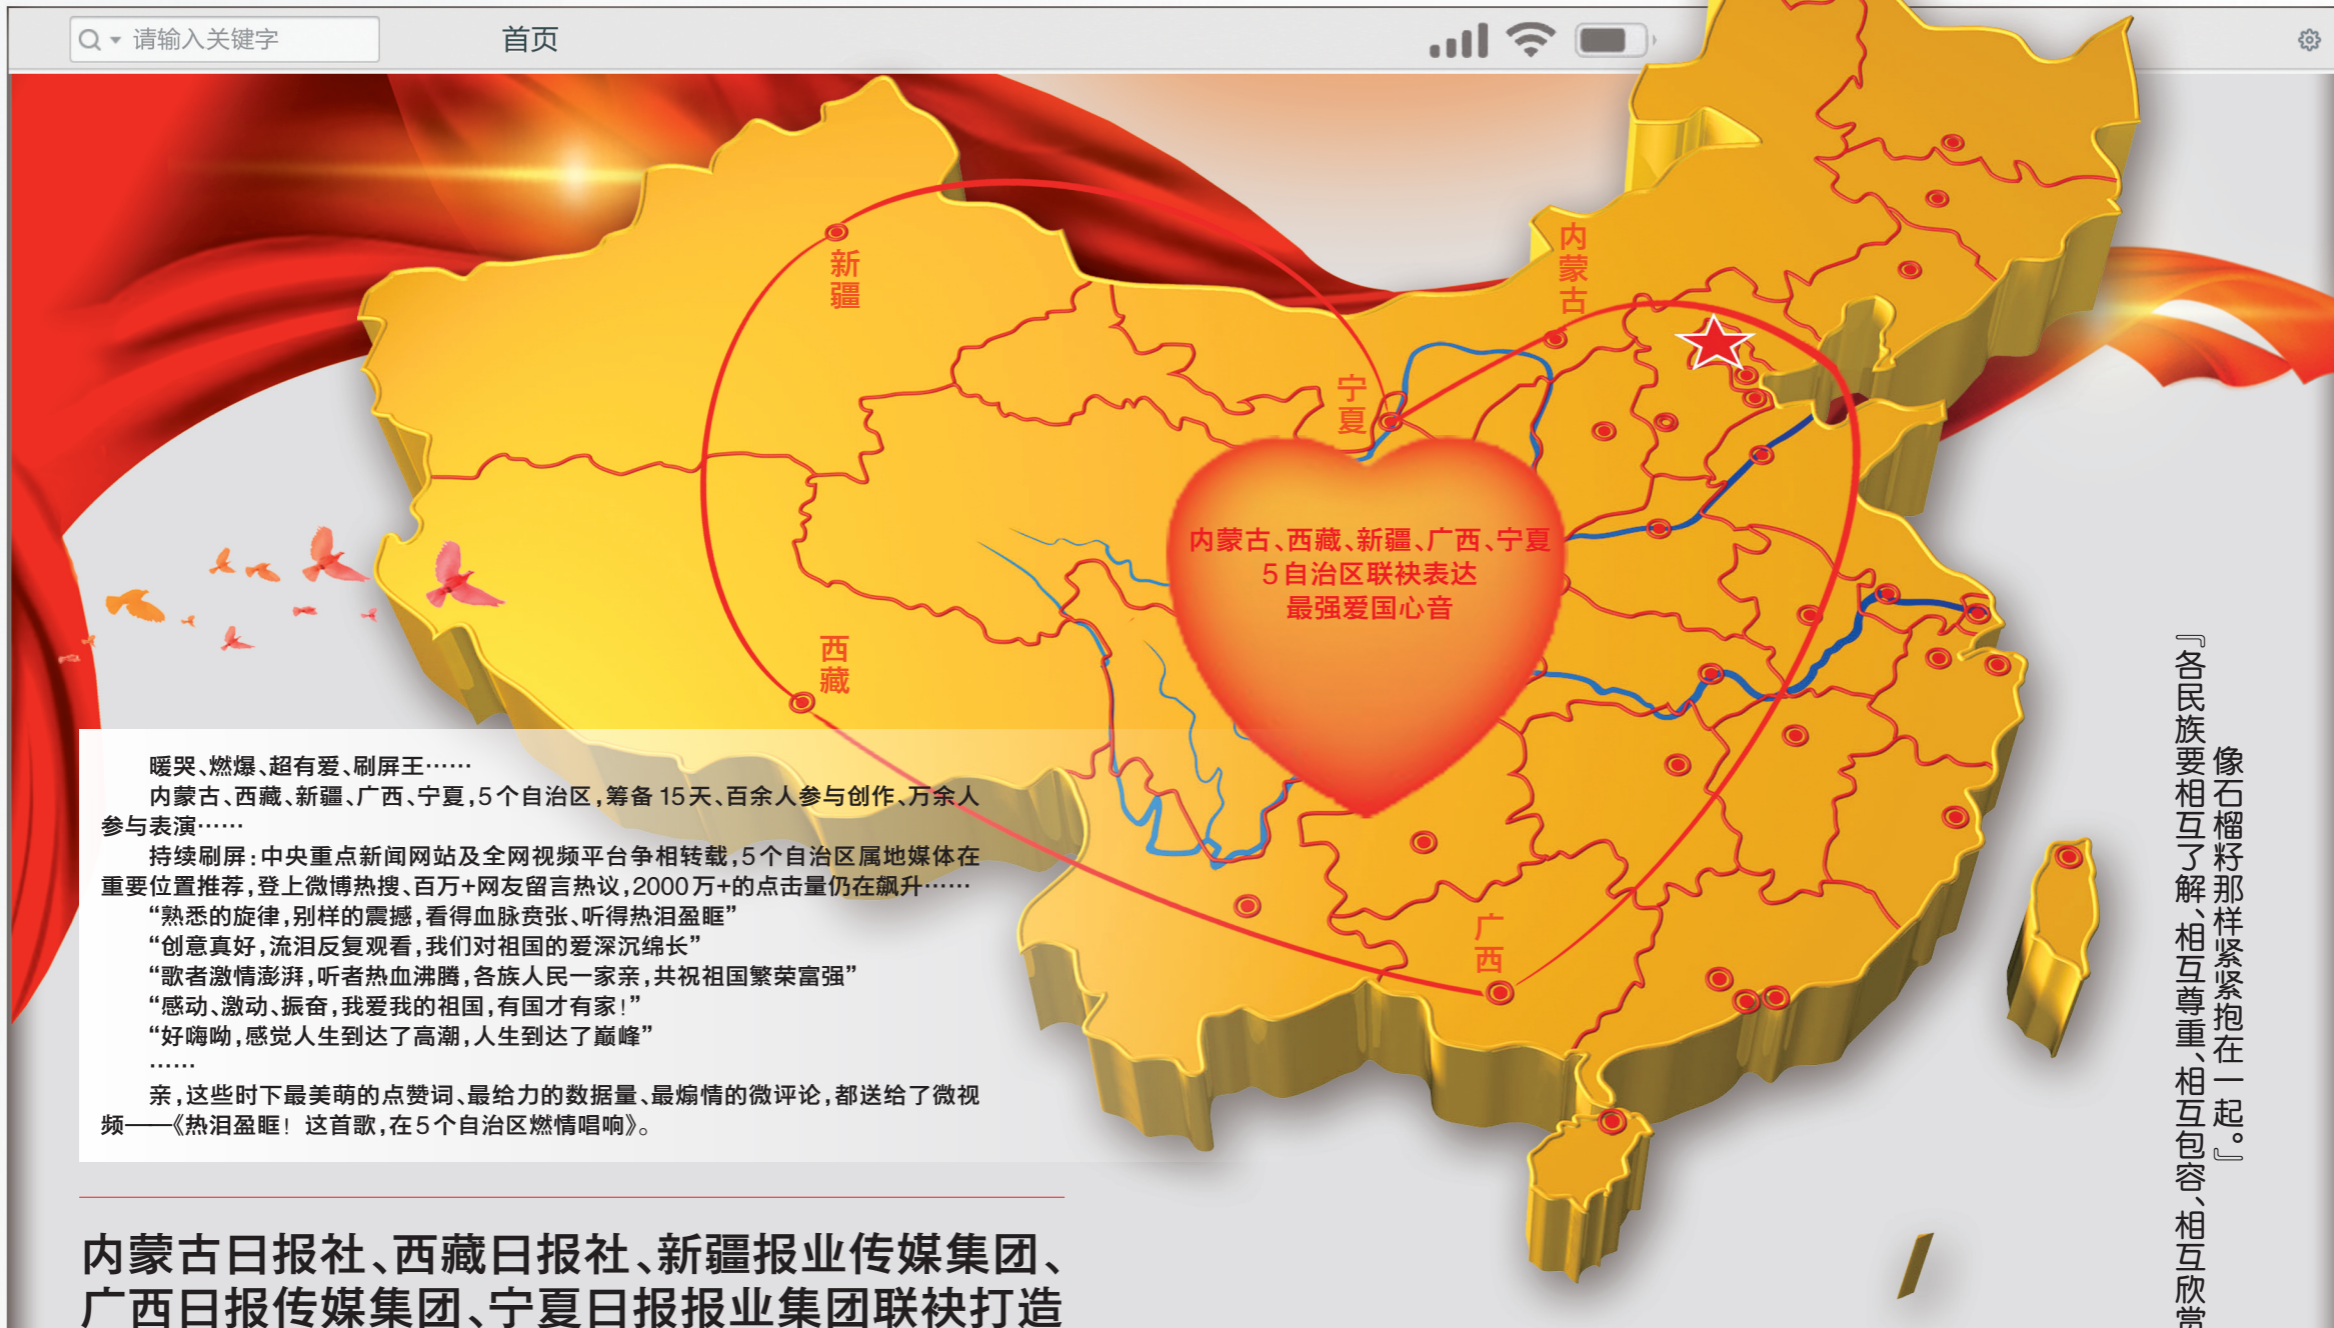 请输入关键字
首页
新疆
内蒙古
宁夏
西藏
广西
内蒙古、西藏、新疆、广西、宁夏
5自治区联袂表达
最强爱国心音
暖哭、燃爆、超有爱、刷屏王……
内蒙古、西藏、新疆、广西、宁夏,5个自治区,筹备15天、百余人参与创作、万余人
参与表演……
持续刷屏:中央重点新闻网站及全网视频平台争相转载,5个自治区属地媒体在
重要位置推荐,登上微博热搜、百万+网友留言热议,2000万+的点击量仍在飙升……
“熟悉的旋律,别样的震撼,看得血脉贲张、听得热泪盈眶”
“创意真好,流泪反复观看,我们对祖国的爱深沉绵长”
“歌者激情澎湃,听者热血沸腾,各族人民一家亲,共祝祖国繁荣富强”
“感动、激动、振奋,我爱我的祖国,有国才有家!”
“好嗨呦,感觉人生到达了高潮,人生到达了巅峰”
……
亲,这些时下最美萌的点赞词、最给力的数据量、最煽情的微评论,都送给了微视
频——《热泪盈眶!这首歌,在5个自治区燃情唱响》。
内蒙古日报社、西藏日报社、新疆报业传媒集团、
广西日报传媒集团、宁夏日报报业集团联袂打造
『各民族要相互了解、相互尊重、相互包容、相互欣赏
像石榴籽那样紧紧抱在一起。』